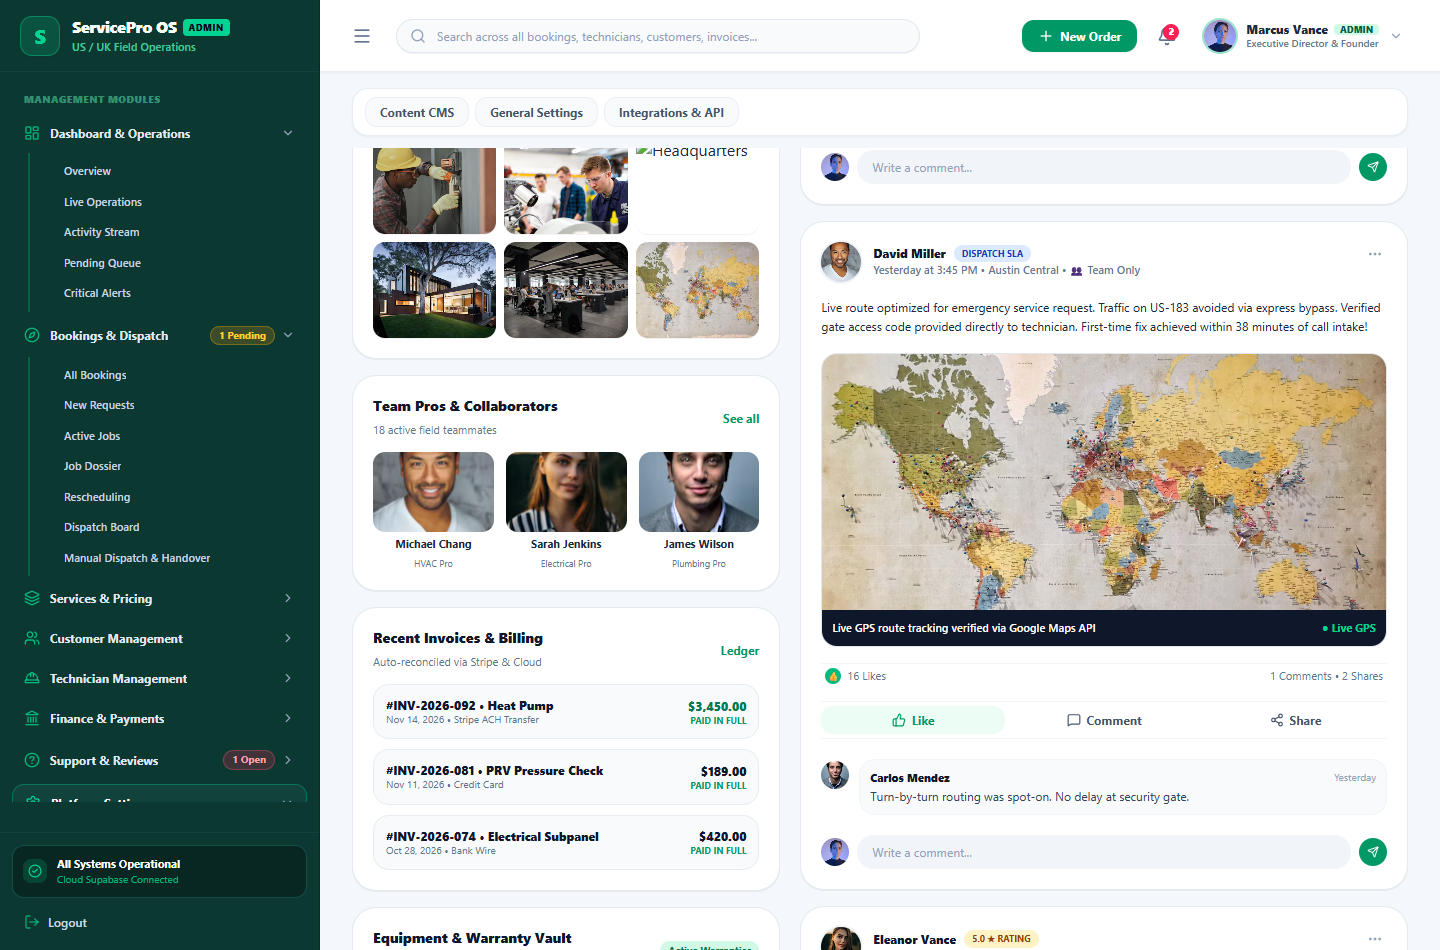 S
ServicePro OS ADMIN
US / UK Field Operations
MANAGEMENT MODULES
Dashboard & Operations
Overview
Live Operations
Activity Stream
Pending Queue
Critical Alerts
Bookings & Dispatch 1 Pending
All Bookings
New Requests
Active Jobs
Job Dossier
Rescheduling
Dispatch Board
Manual Dispatch & Handover
Services & Pricing
Customer Management
Technician Management
Finance & Payments
Support & Reviews 1 Open
All Systems Operational
Cloud Supabase Connected
Logout
Search across all bookings, technicians, customers, invoices...
New Order
2
Marcus Vance ADMIN
Executive Director & Founder
Content CMS General Settings Integrations & API
Headquarters
Team Pros & Collaborators
18 active field teammates
See all
Michael Chang
HVAC Pro
Sarah Jenkins
Electrical Pro
James Wilson
Plumbing Pro
Recent Invoices & Billing
Auto-reconciled via Stripe & Cloud
Ledger
#INV-2026-092 • Heat Pump
Nov 14, 2026 • Stripe ACH Transfer
$3,450.00
PAID IN FULL
#INV-2026-081 • PRV Pressure Check
Nov 11, 2026 • Credit Card
$189.00
PAID IN FULL
#INV-2026-074 • Electrical Subpanel
Oct 28, 2026 • Bank Wire
$420.00
PAID IN FULL
Equipment & Warranty Vault
Active Warranties
Write a comment...
David Miller DISPATCH SLA
Yesterday at 3:45 PM • Austin Central • Team Only
Live route optimized for emergency service request. Traffic on US-183 avoided via express bypass. Verified
gate access code provided directly to technician. First-time fix achieved within 38 minutes of call intake!
Live GPS route tracking verified via Google Maps API
• Live GPS
16 Likes
1 Comments • 2 Shares
Like Comment Share
Carlos Mendez
Yesterday
Turn-by-turn routing was spot-on. No delay at security gate.
Write a comment...
Eleanor Vance 5.0 ★ RATING